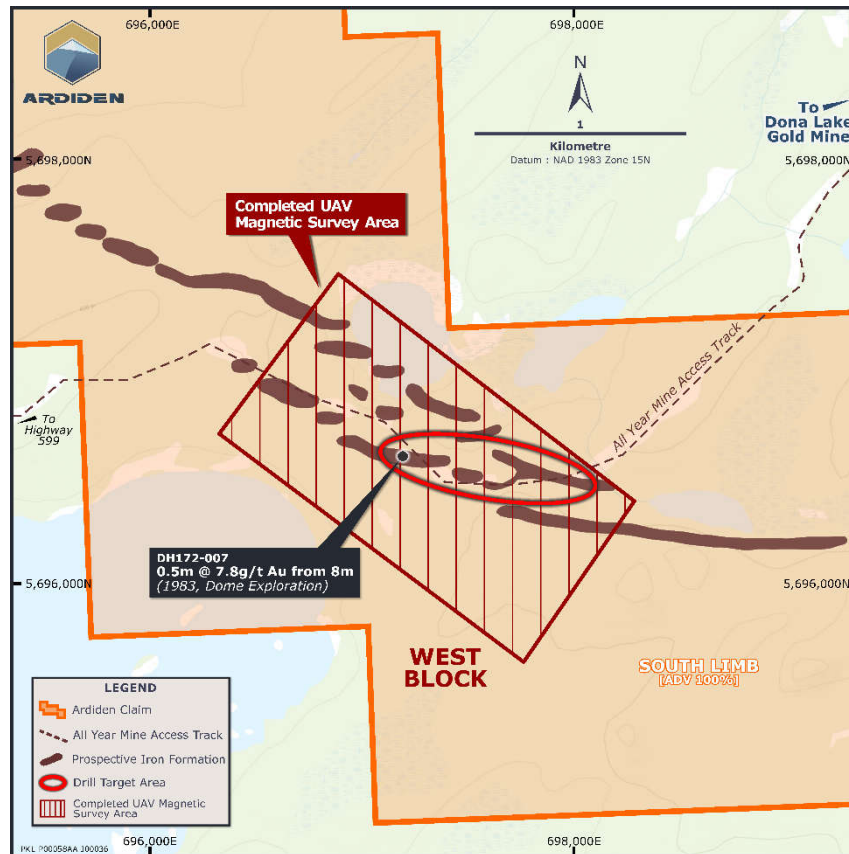 696,000E
698,000E
ARDIDEN
N
1
Kilometre
Datum : NAD 1983 Zone 15N
To
Dona Lake
Gold Mine
5,698,000N
5,698,000N
Completed UAV
Magnetic Survey Area
All Year Mine Access Track
To
Highway
599
DH172-007
0.5m @ 7.8g/t Au from 8m
(1983, Dome Exploration)
5,696,000N
5,696,000N
WEST
BLOCK
SOUTH LIMB
[ADV 100%]
LEGEND
Ardiden Claim
All Year Mine Access Track
Prospective Iron Formation
Drill Target Area
Completed UAV Magnetic
Survey Area
696,000E
698,000E
PKL P00058AA J00036